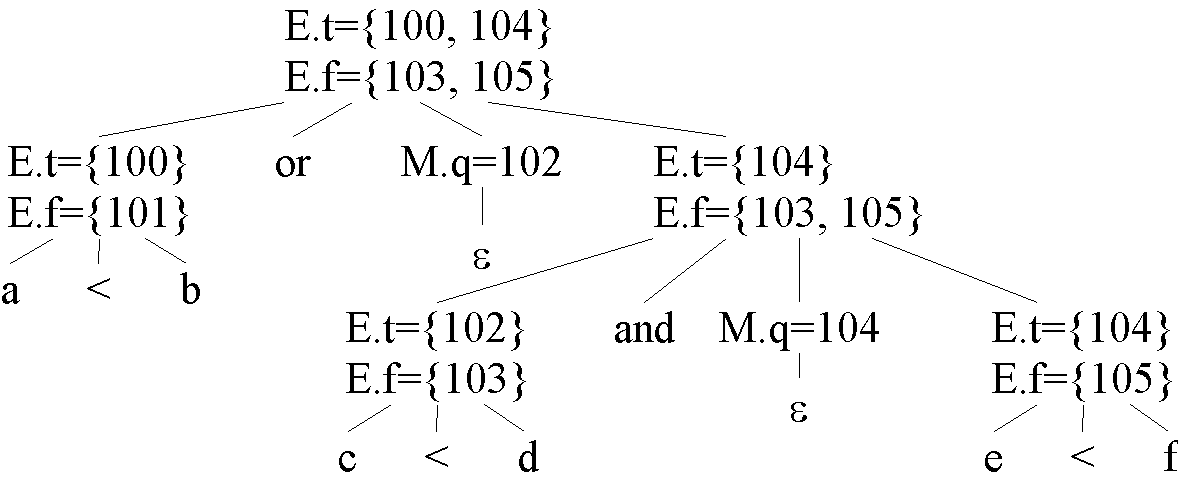 E.t={100, 104}
E.f={103, 105}
E.t={100} or M.q=102 E.t={104}
E.f={101} E.f={103, 105}
ε
a < b
E.t={102} and M.q=104 E.t={104}
E.f={103} E.f={105}
ε
c < d e < f